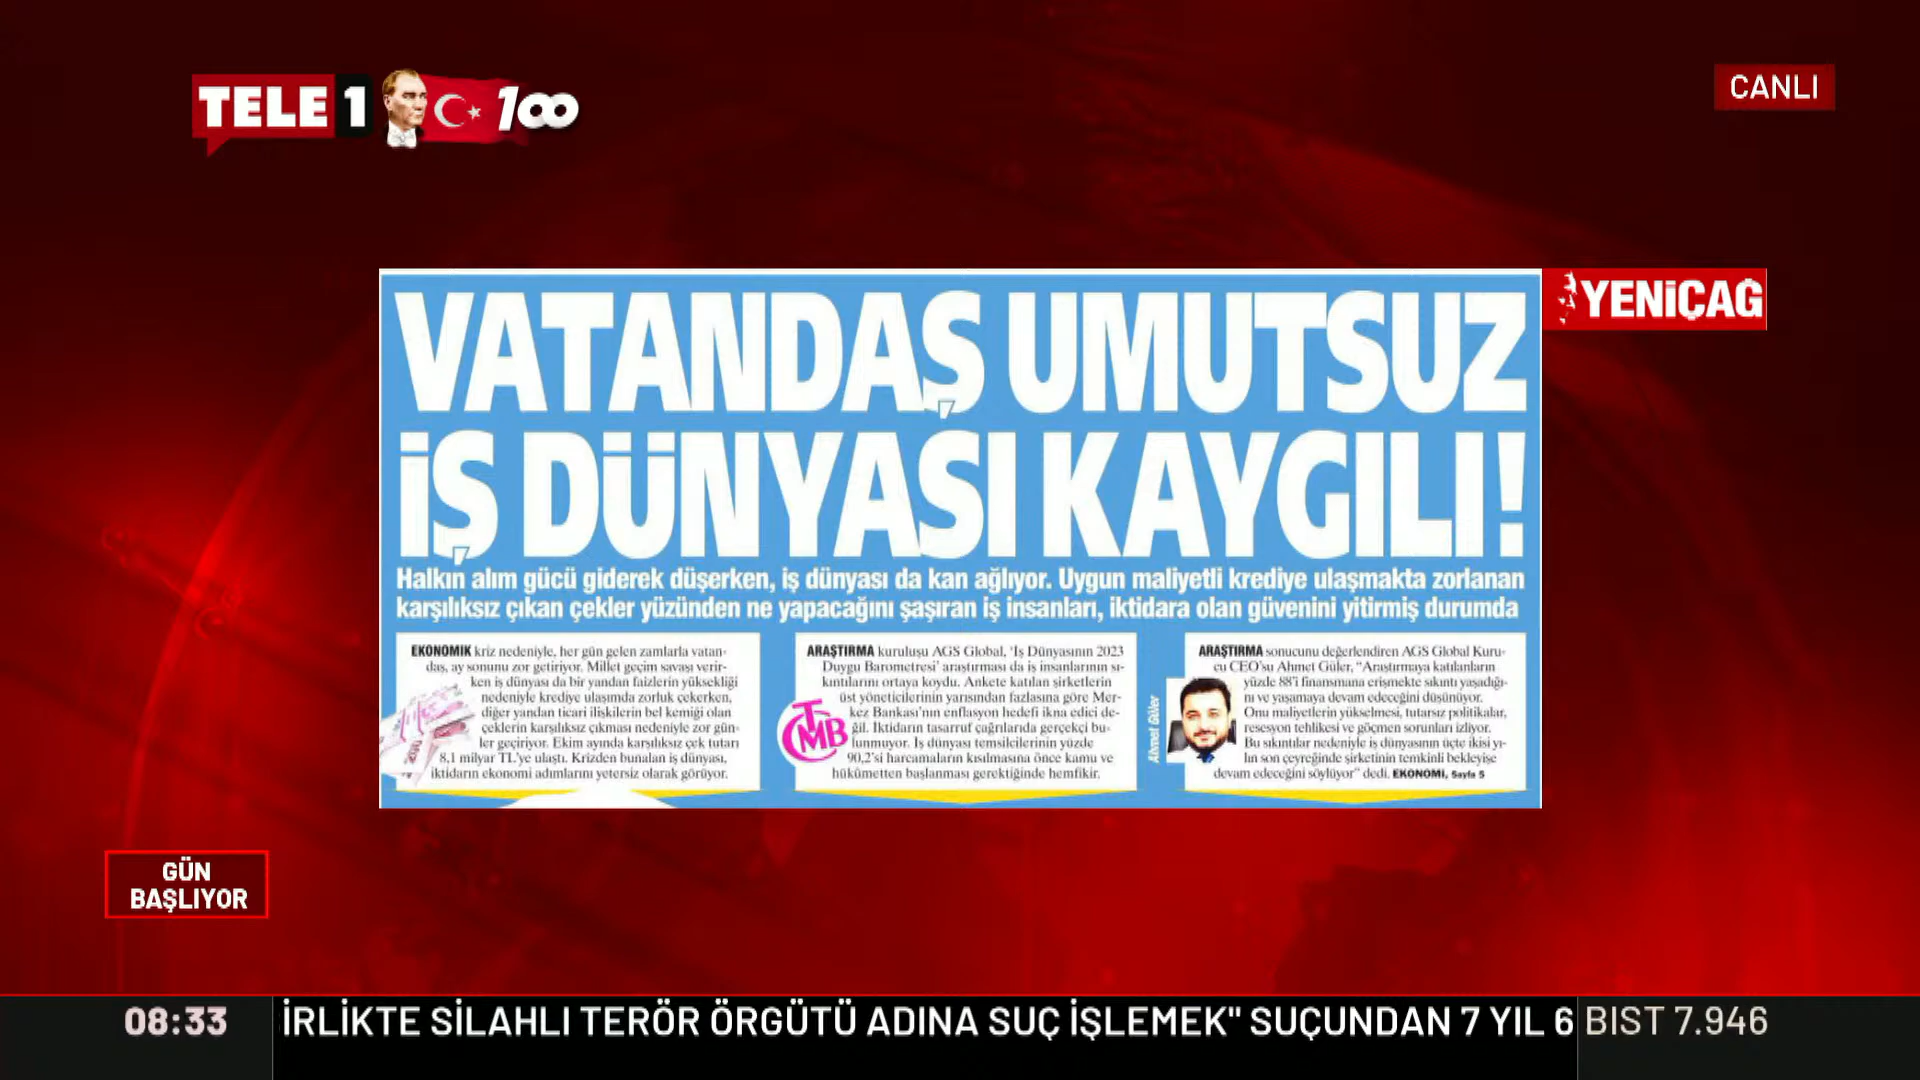 TELE 1
100
CANLI
YENİÇAĞ
VATANDAŞ UMUTSUZ
İŞ DÜNYASI KAYGILI!
Halkın alım gücü giderek düşerken, iş dünyası da kan ağlıyor. Uygun maliyetli krediye ulaşmakta zorlanan
karşılıksız çıkan çekler yüzünden ne yapacağını şaşıran iş insanları, iktidara olan güvenini yitirmiş durumda
EKONOMIK kriz nedeniyle, her gün gelen zamlarla vatan-
daş, ay sonunu zor getiriyor. Millet geçim savaşı verir-
ken iş dünyası da bir yandan faizlerin yüksekliği
nedeniyle krediye ulaşımda zorluk çekerken,
diğer yandan ticari ilişkilerin bel kemiği olan
çeklerin karşılıksız çıkması nedeniyle zor gün-
ler geçiriyor. Ekim ayında karşılıksız çek tutarı
8,1 milyar TL'ye ulaştı. Krizden bunalan iş dünyası,
iktidarın ekonomi adımlarını yetersiz olarak görüyor.
ARAŞTIRMA kuruluşu AGS Global, 'İş Dünyasının 2023
Duygu Barometresi' araştırması da iş insanlarının sı-
kıntılarını ortaya koydu. Ankete katılan şirketlerin
üst yöneticilerinin yarısından fazlasına göre Mer-
kez Bankası'nın enflasyon hedefi ikna edici de-
ğil. İktidarın tasarruf çağrılarıda gerçekçi bu-
lunmuyor. İş dünyası temsilcilerinin yüzde
90,2'si harcamaların kısılmasına önce kamu ve
hükümetten başlanması gerektiğinde hemfikir.
TCMB
ARAŞTIRMA sonucunu değerlendiren AGS Global Kuru-
cu CEO'su Ahmet Güler, "Araştırmaya katılanların
yüzde 88'i finansmana erişmekte sıkıntı yaşadığı-
nı ve yaşamaya devam edeceğini düşünüyor.
Onu maliyetlerin yükselmesi, tutarsız politikalar,
resesyon tehlikesi ve göçmen sorunları izliyor.
Bu sıkıntılar nedeniyle iş dünyasının üçte ikisi yı-
lın son çeyreğinde şirketinin temkinli bekleyişe
devam edeceğini söylüyor" dedi. EKONOMİ, Sayfa 5
Ahmet Güler
GÜN
BAŞLIYOR
08:33
İRLİKTE SİLAHLI TERÖR ÖRGÜTÜ ADINA SUÇ İŞLEMEK" SUÇUNDAN 7 YIL 6
BIST 7.946